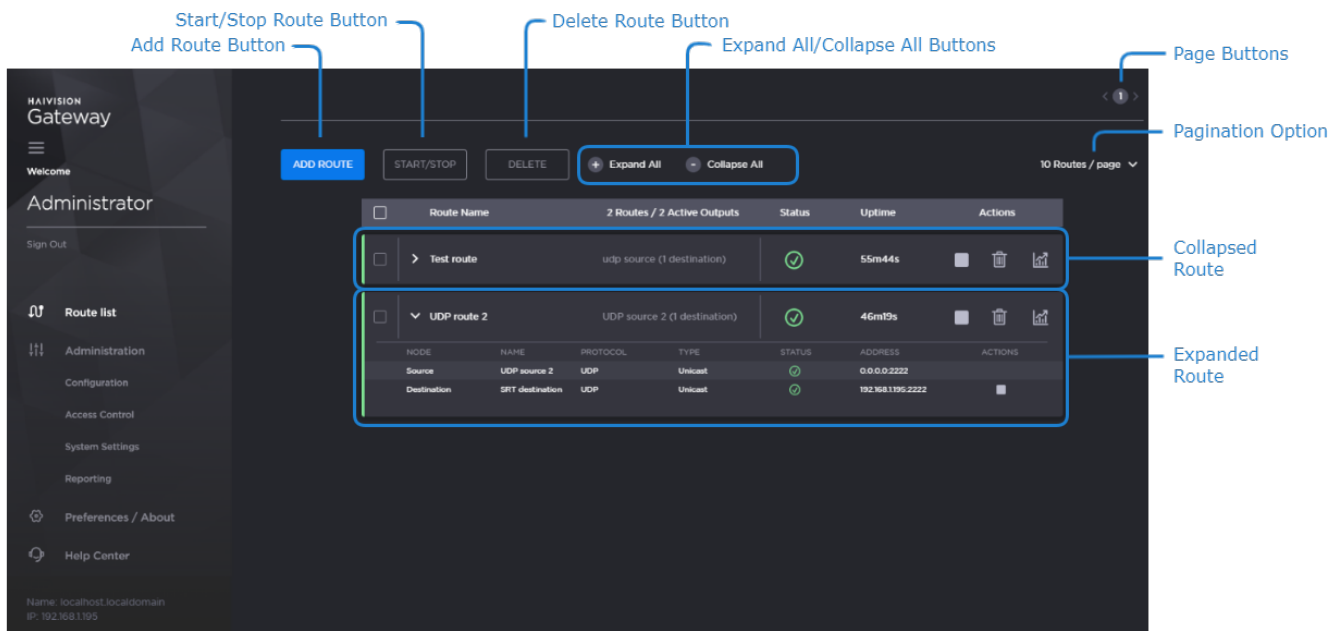 Start/Stop Route Button
Delete Route Button
Add Route Button
Expand All/Collapse All Buttons
Page Buttons
HAIVISION
Gateway
< 1 >
Pagination Option
Welcome
ADD ROUTE START/STOP DELETE + Expand All - Collapse All 10 Routes / page
Administrator
Route Name 2 Routes / 2 Active Outputs Status Uptime Actions
Sign Out
Test route udp source (1 destination) 55m44s
Collapsed
Route
Route list
UDP route 2 UDP source 2 (1 destination) 46m19s
Administration
NODE NAME PROTOCOL TYPE STATUS ADDRESS ACTIONS
Source UDP source 2 UDP Unicast 0.0.0.0:2222
Destination SRT destination UDP Unicast 192.168.1.195:2222
Expanded
Route
Configuration
Access Control
System Settings
Reporting
Preferences / About
Help Center
Name: localhost.localdomain
IP: 192.168.1.195